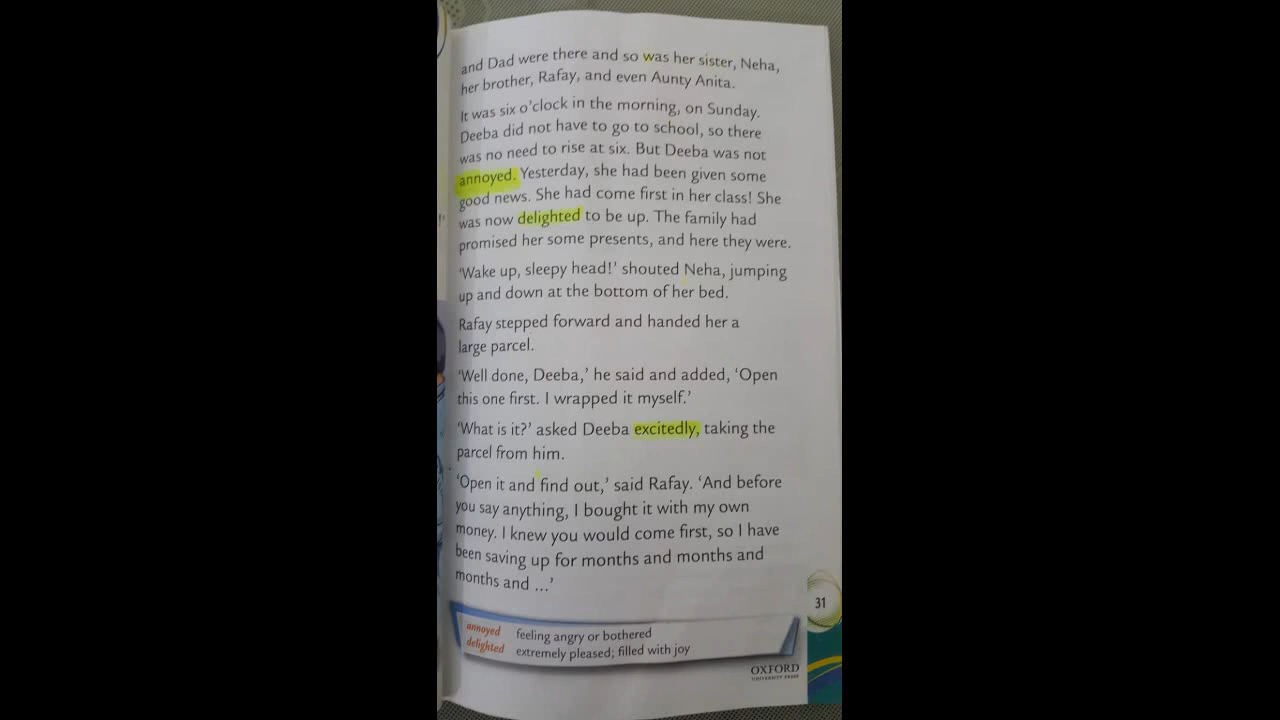 and Dad were there and so was her sister, Neha,
her brother, Rafay, and even Aunty Anita.
It was six o'clock in the morning, on Sunday.
Deeba did not have to go to school, so there
was no need to rise at six. But Deeba was not
annoyed. Yesterday, she had been given some
good news. She had come first in her class! She
was now delighted to be up. The family had
promised her some presents, and here they were.
'Wake up, sleepy head!' shouted Neha, jumping
up and down at the bottom of her bed.
Rafay stepped forward and handed her a
large parcel.
'Well done, Deeba,' he said and added, 'Open
this one first. I wrapped it myself.'
'What is it?' asked Deeba excitedly, taking the
parcel from him.
'Open it and find out,' said Rafay. 'And before
you say anything, I bought it with my own
money. I knew you would come first, so I have
been saving up for months and months and
months and ...'
31
annoyed feeling angry or bothered
delighted extremely pleased; filled with joy
OXFORD
UNIVERSITY PRESS